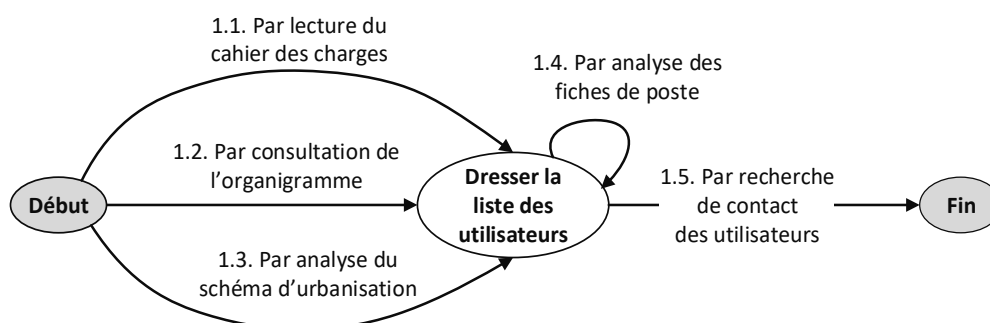 1.1. Par lecture du
cahier des charges
1.4. Par analyse des
fiches de poste
1.2. Par consultation de
l’organigramme
Début
Dresser la
liste des
utilisateurs
1.5. Par recherche
de contact
des utilisateurs
Fin
1.3. Par analyse du
schéma d’urbanisation